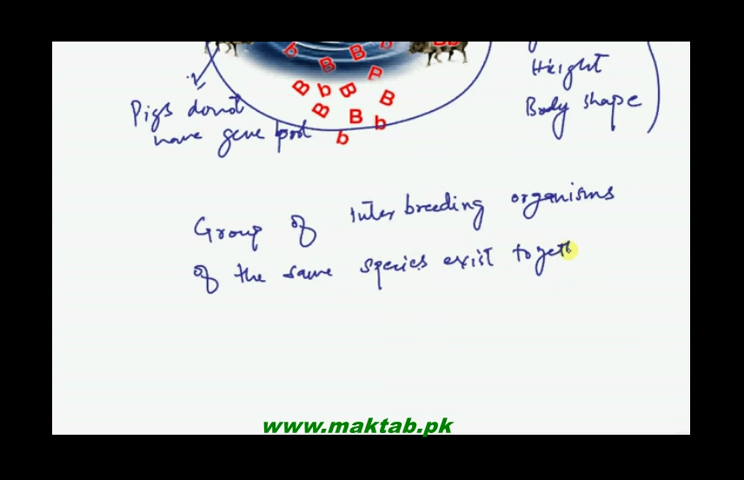 b B B b
B b B P
B B B b
b
Height
Body shape
Pigs donot
have gene pool
Group of Inter breeding organisms
of the same species exist togeth
www.maktab.pk